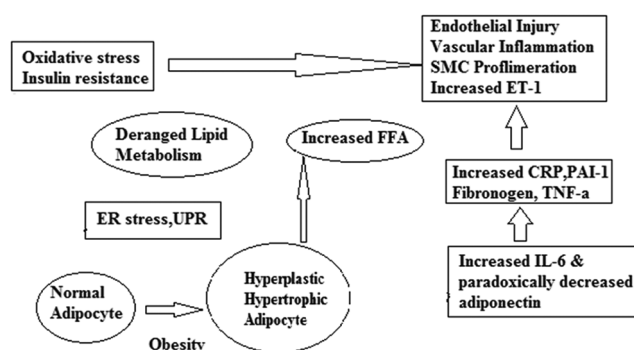 Oxidative stress
Insulin resistance
Endothelial Injury
Vascular Inflammation
SMC Proflimeration
Increased ET-1
Deranged Lipid
Metabolism
Increased FFA
Increased CRP,PAI-1
Fibronogen, TNF-a
ER stress,UPR
Increased IL-6 &
paradoxically decreased
adiponectin
Normal
Adipocyte
Obesity
Hyperplastic
Hypertrophic
Adipocyte